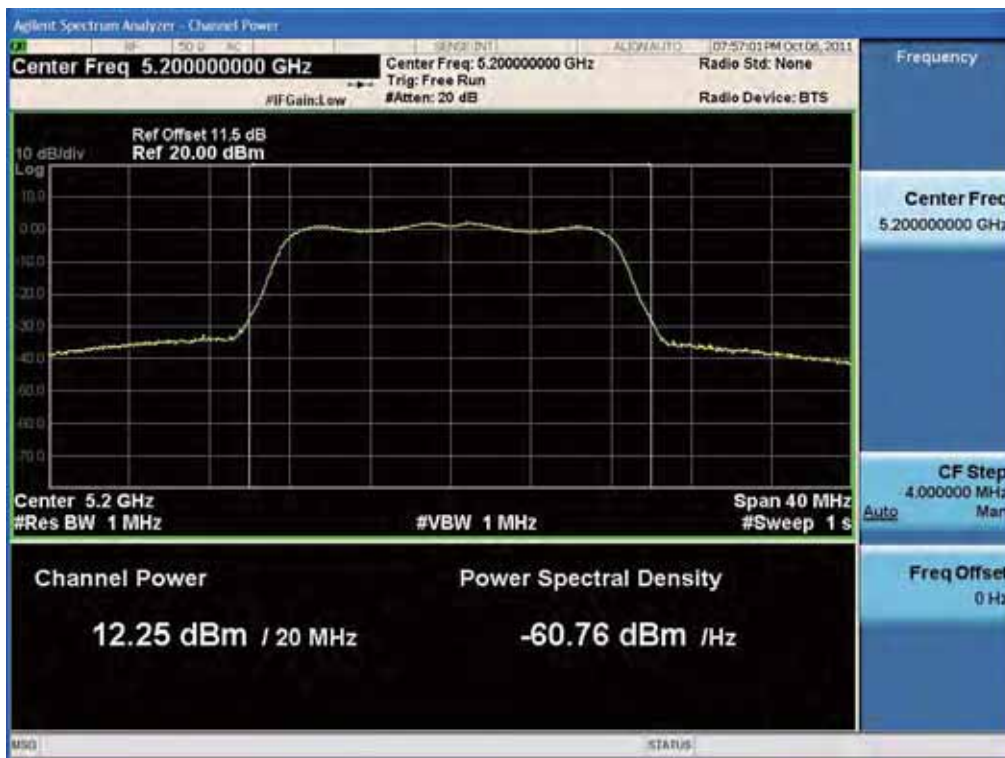 Agilent Spectrum Analyzer - Channel Power
RF 50 Ω AC SENSE:INT ALIGN AUTO 07:57:01 PM Oct 06, 2011
Center Freq 5.200000000 GHz
Center Freq: 5.200000000 GHz
Radio Std: None
Trig: Free Run
#IFGain:Low
#Atten: 20 dB
Radio Device: BTS
Ref Offset 11.5 dB
10 dB/div
Ref 20.00 dBm
Log
10.0
0.00
-10.0
-20.0
-30.0
-40.0
-50.0
-60.0
-70.0
Center 5.2 GHz
Span 40 MHz
#Res BW 1 MHz
#VBW 1 MHz
#Sweep 1 s
Channel Power
Power Spectral Density
12.25 dBm / 20 MHz
-60.76 dBm /Hz
MSG
STATUS
Frequency
Center Freq
5.200000000 GHz
CF Step
4.000000 MHz
Auto Man
Freq Offset
0 Hz